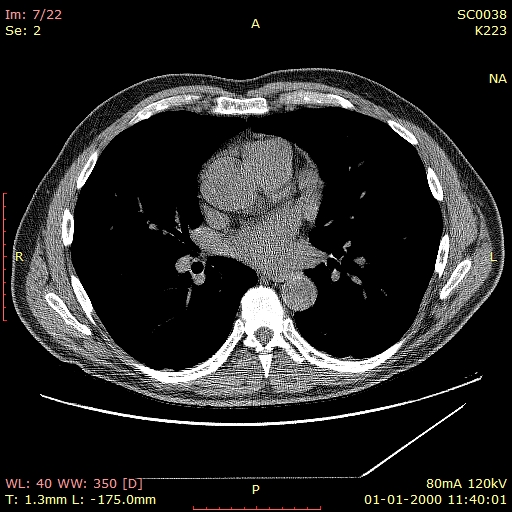 Im: 7/22
Se: 2
A
SC0038
K223
NA
R
L
WL: 40 WW: 350 [D]
T: 1.3mm L: -175.0mm
P
80mA 120kV
01-01-2000 11:40:01